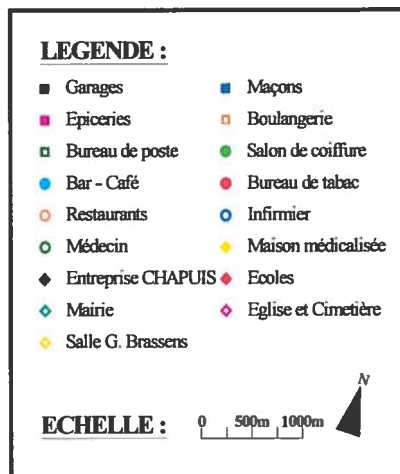 LEGENDE :
Garages Maçons
Epiceries Boulangerie
Bureau de poste Salon de coiffure
Bar - Café Bureau de tabac
Restaurants Infirmier
Médecin Maison médicalisée
Entreprise CHAPUIS Ecoles
Mairie Eglise et Cimetière
Salle G. Brassens
N
ECHELLE : 0 500m 1000m